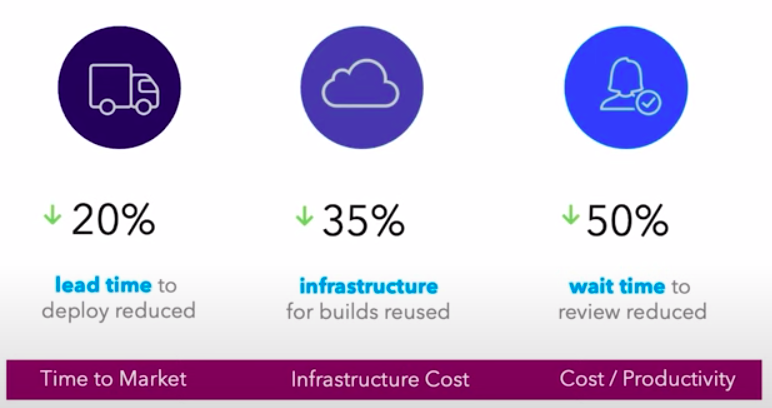 ↓ 20%
lead time to
deploy reduced
↓ 35%
infrastructure
for builds reused
↓ 50%
wait time to
review reduced
Time to Market
Infrastructure Cost
Cost / Productivity